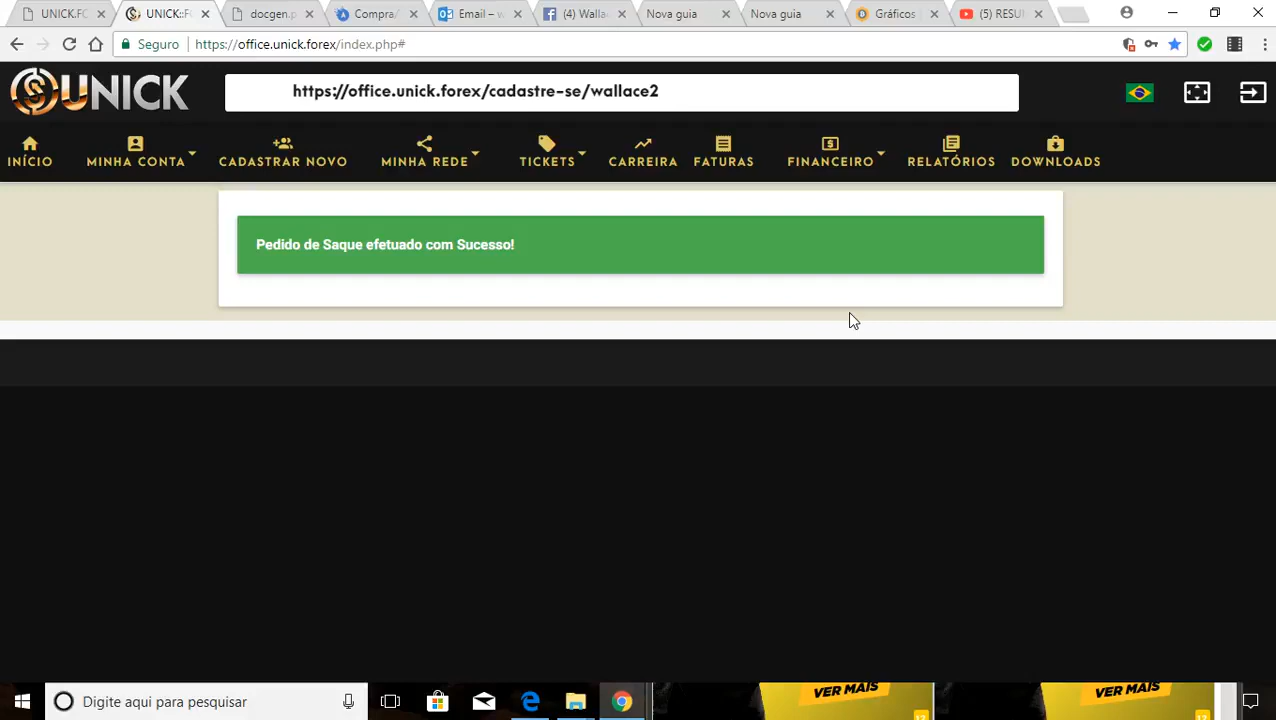 UNICK.FO
UNICK::F
docgen.p
Compra/
Email – w
(4) Walla
Nova guia
Nova guia
Gráficos
(5) RESU
Seguro
https://office.unick.forex/index.php#
UNICK
https://office.unick.forex/cadastre-se/wallace2
INÍCIO
MINHA CONTA
CADASTRAR NOVO
MINHA REDE
TICKETS
CARREIRA
FATURAS
FINANCEIRO
RELATÓRIOS
DOWNLOADS
Pedido de Saque efetuado com Sucesso!
Digite aqui para pesquisar
VER MAIS
VER MAIS